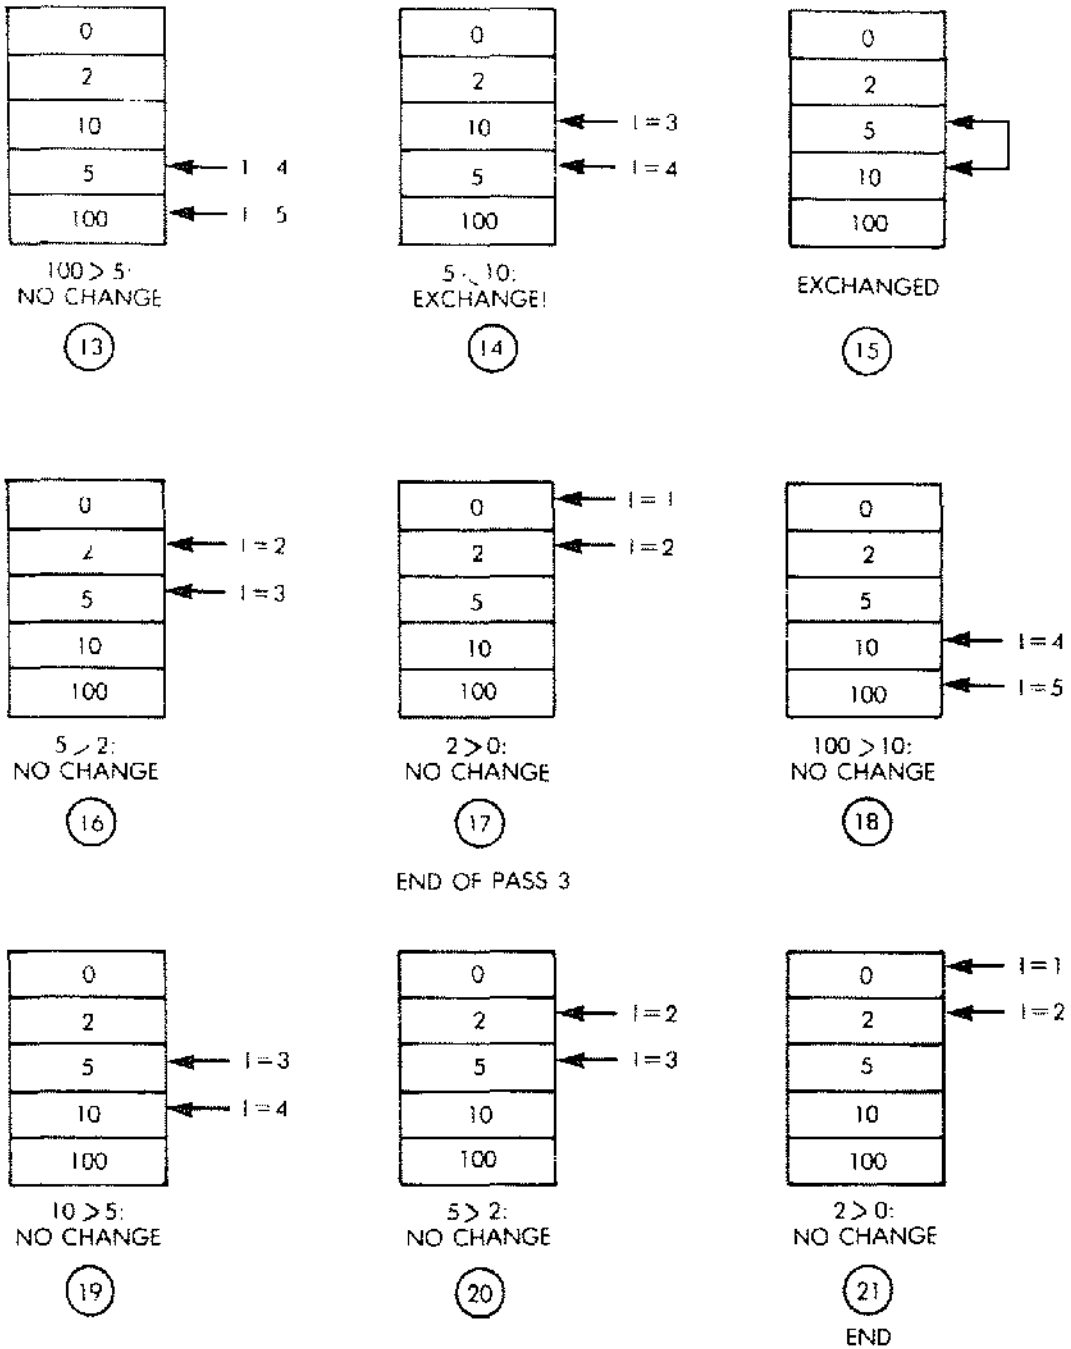 0 0 0
2 2 2
10 10 I=3 5
5 I 4 5 I=4 10
100 I 5 100 100
100 > 5: 5 < 10: EXCHANGED
NO CHANGE EXCHANGE!
13 14 15
0 0 I=1 0
2 I=2 2 I=2 2
5 I=3 5 5
10 10 10 I=4
100 100 100 I=5
5 > 2: 2 > 0: 100 > 10:
NO CHANGE NO CHANGE NO CHANGE
16 17 18
END OF PASS 3
0 0 0 I=1
2 2 I=2 2 I=2
5 I=3 5 I=3 5
10 I=4 10 10
100 100 100
10 > 5: 5 > 2: 2 > 0:
NO CHANGE NO CHANGE NO CHANGE
19 20 21
END